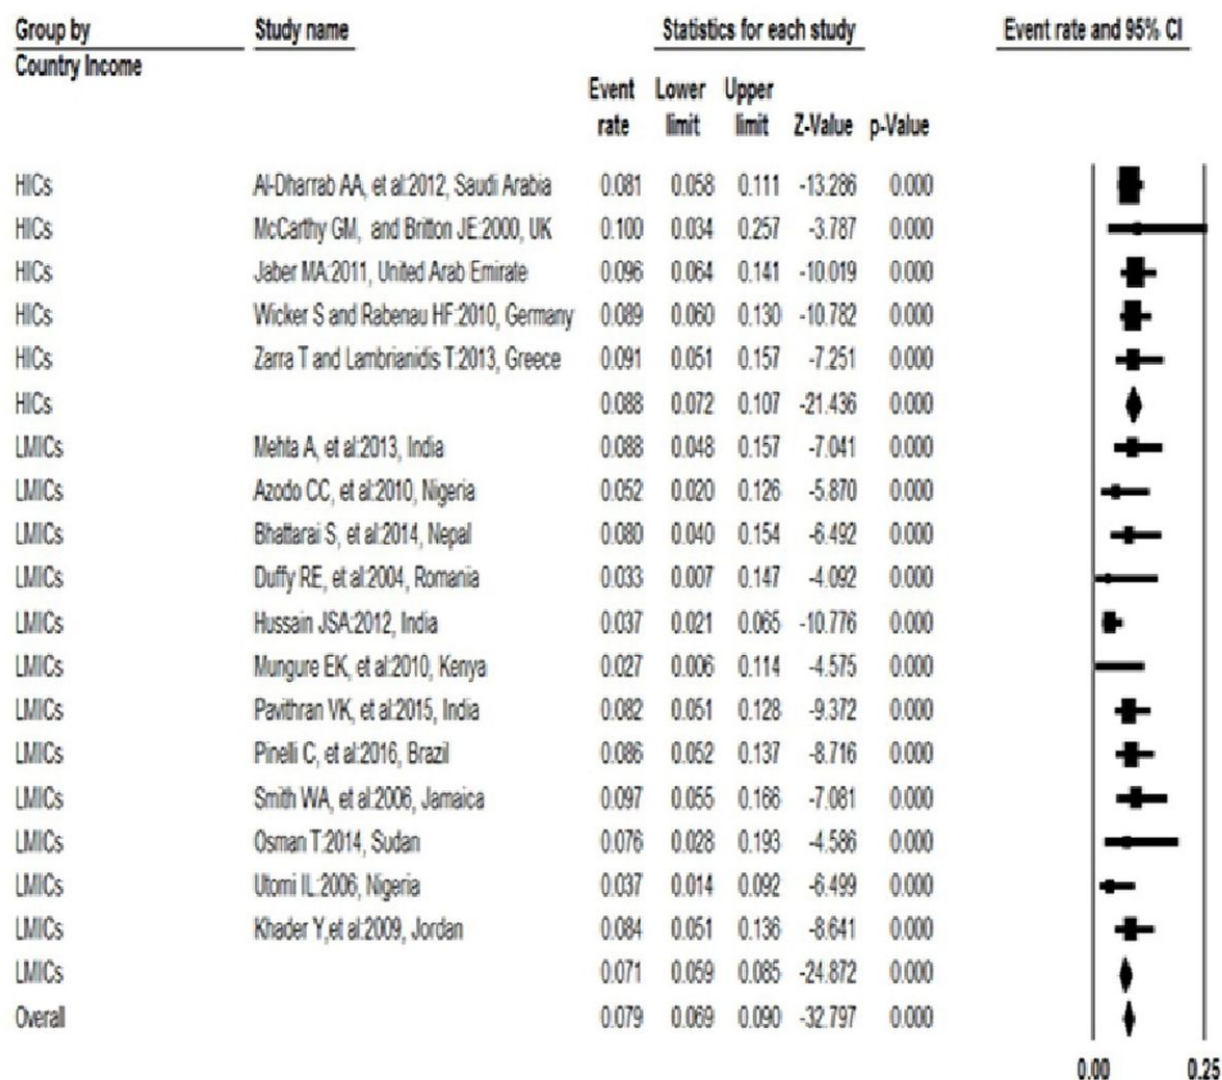 Group by Study name Statistics for each study Event rate and 95% CI
Country Income
Event Lower Upper
rate limit limit Z-Value p-Value
HICs Al-Dharrab AA, et al:2012, Saudi Arabia 0.081 0.058 0.111 -13.286 0.000
HICs McCarthy GM, and Britton JE:2000, UK 0.100 0.034 0.257 -3.787 0.000
HICs Jaber MA:2011, United Arab Emirate 0.096 0.064 0.141 -10.019 0.000
HICs Wicker S and Rabenau HF:2010, Germany 0.089 0.060 0.130 -10.782 0.000
HICs Zarra T and Lambrianidis T:2013, Greece 0.091 0.051 0.157 -7.251 0.000
HICs 0.088 0.072 0.107 -21.436 0.000
LMICs Mehta A, et al:2013, India 0.088 0.048 0.157 -7.041 0.000
LMICs Azodo CC, et al:2010, Nigeria 0.052 0.020 0.126 -5.870 0.000
LMICs Bhattarai S, et al:2014, Nepal 0.080 0.040 0.154 -6.492 0.000
LMICs Duffy RE, et al:2004, Romania 0.033 0.007 0.147 -4.092 0.000
LMICs Hussain JSA:2012, India 0.037 0.021 0.065 -10.776 0.000
LMICs Mungure EK, et al:2010, Kenya 0.027 0.006 0.114 -4.575 0.000
LMICs Pavithran VK, et al:2015, India 0.082 0.051 0.128 -9.372 0.000
LMICs Pinelli C, et al:2016, Brazil 0.086 0.052 0.137 -8.716 0.000
LMICs Smith WA, et al:2006, Jamaica 0.097 0.055 0.166 -7.081 0.000
LMICs Osman T:2014, Sudan 0.076 0.028 0.193 -4.586 0.000
LMICs Utomi IL:2006, Nigeria 0.037 0.014 0.092 -6.499 0.000
LMICs Khader Y,et al:2009, Jordan 0.084 0.051 0.136 -8.641 0.000
LMICs 0.071 0.059 0.085 -24.872 0.000
Overall 0.079 0.069 0.090 -32.797 0.000
0.00 0.25